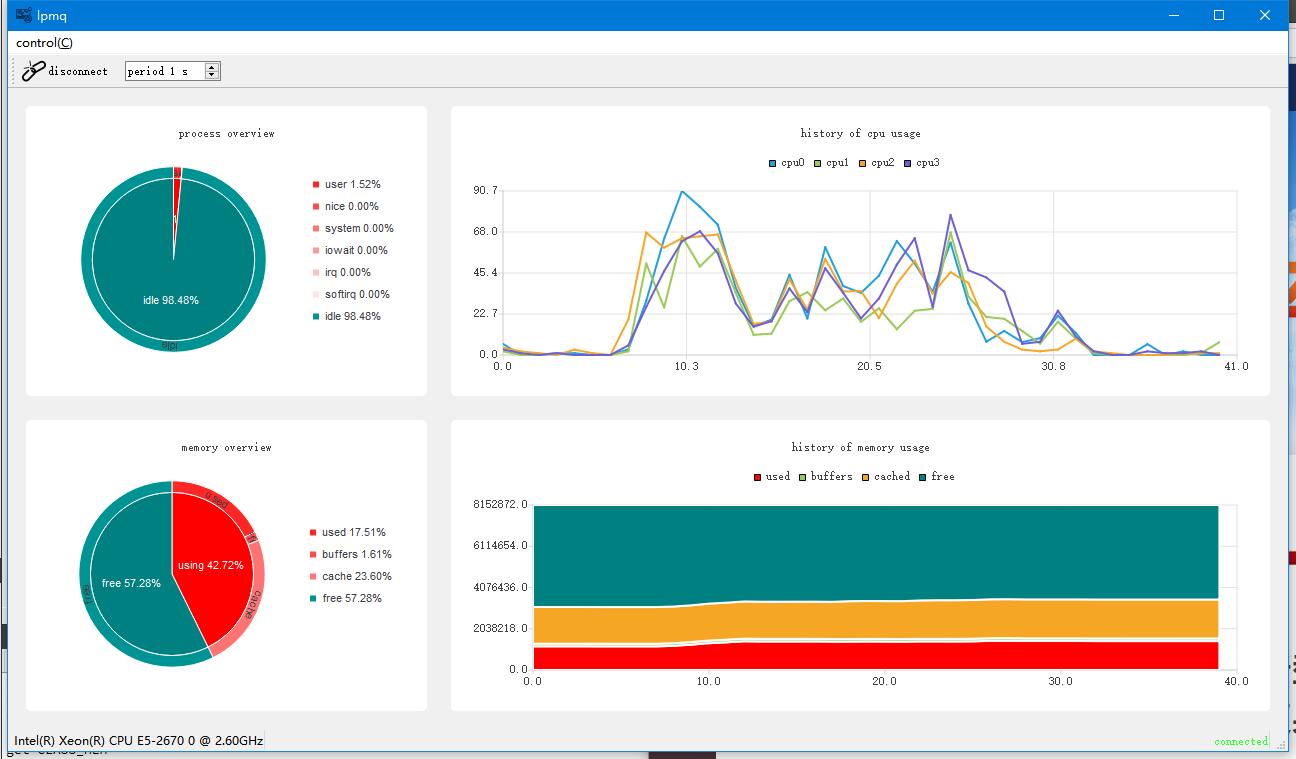 lpmq
control(C)
disconnect period 1 s
process overview
user 1.52%
nice 0.00%
system 0.00%
iowait 0.00%
irq 0.00%
softirq 0.00%
idle 98.48%
idle 98.48%
idle
history of cpu usage
cpu0 cpu1 cpu2 cpu3
90.7
68.0
45.4
22.7
0.0
0.0 10.3 20.5 30.8 41.0
memory overview
used
using 42.72%
free 57.28%
cache
used 17.51%
buffers 1.61%
cache 23.60%
free 57.28%
history of memory usage
used buffers cached free
8152872.0
6114654.0
4076436.0
2038218.0
0.0
0.0 10.0 20.0 30.0 40.0
Intel(R) Xeon(R) CPU E5-2670 0 @ 2.60GHz
connected